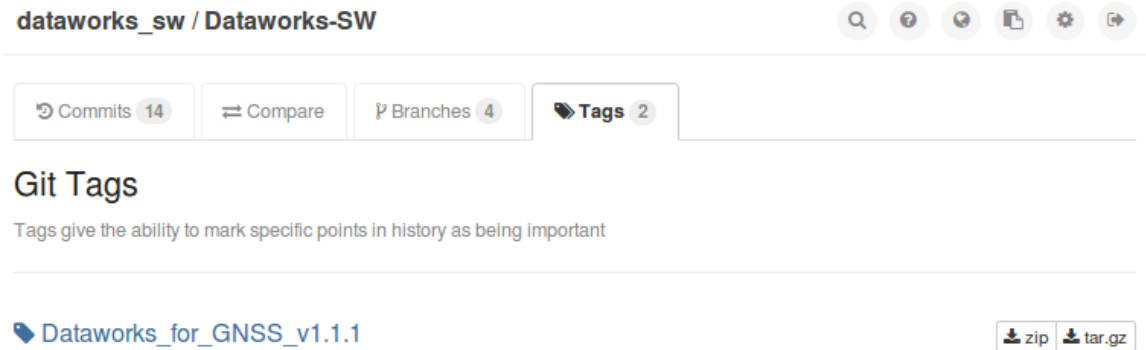 dataworks_sw / Dataworks-SW
Commits 14 Compare Branches 4 Tags 2
Git Tags
Tags give the ability to mark specific points in history as being important
Dataworks_for_GNSS_v1.1.1 zip tar.gz